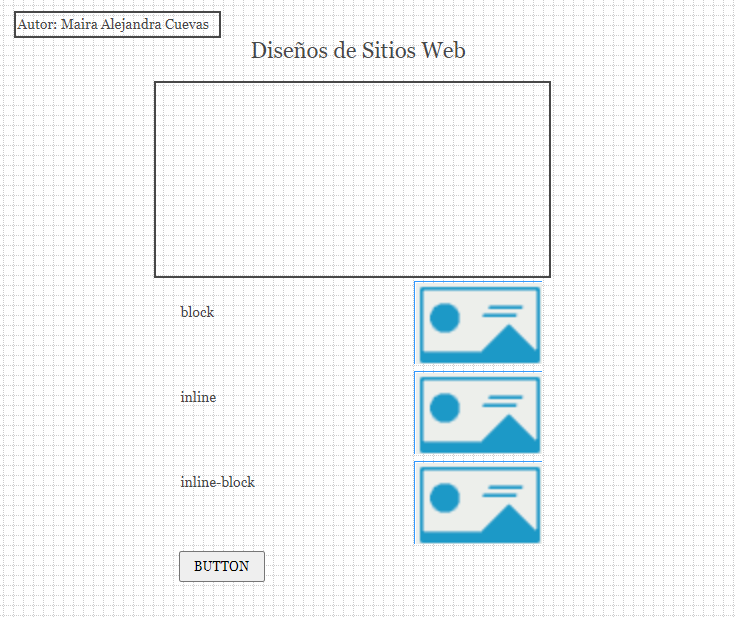 Autor: Maira Alejandra Cuevas
Diseños de Sitios Web
block
inline
inline-block
BUTTON